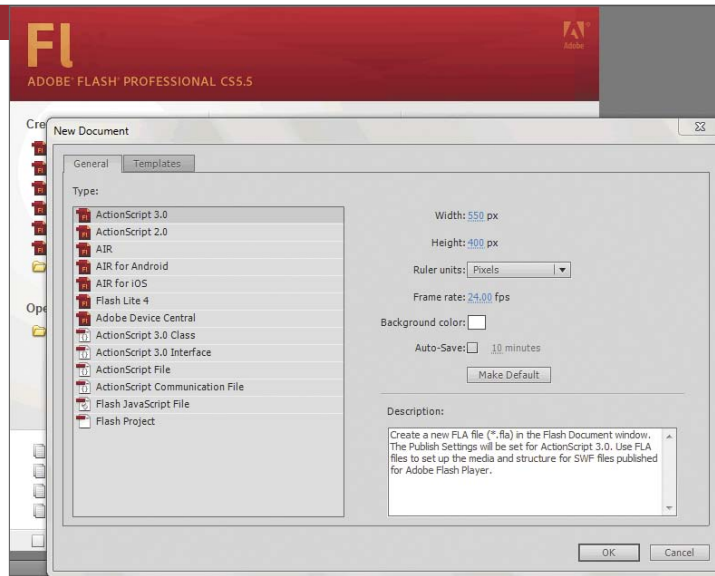 Fl
Adobe
ADOBE® FLASH® PROFESSIONAL CS5.5
Cre
New Document
General Templates
Type:
ActionScript 3.0
ActionScript 2.0
AIR
AIR for Android
AIR for iOS
Flash Lite 4
Adobe Device Central
ActionScript 3.0 Class
ActionScript 3.0 Interface
ActionScript File
ActionScript Communication File
Flash JavaScript File
Flash Project
Ope
Width: 550 px
Height: 400 px
Ruler units: Pixels
Frame rate: 24.00 fps
Background color:
Auto-Save: 10 minutes
Make Default
Description:
Create a new FLA file (*.fla) in the Flash Document window.
The Publish Settings will be set for ActionScript 3.0. Use FLA
files to set up the media and structure for SWF files published
for Adobe Flash Player.
OK Cancel